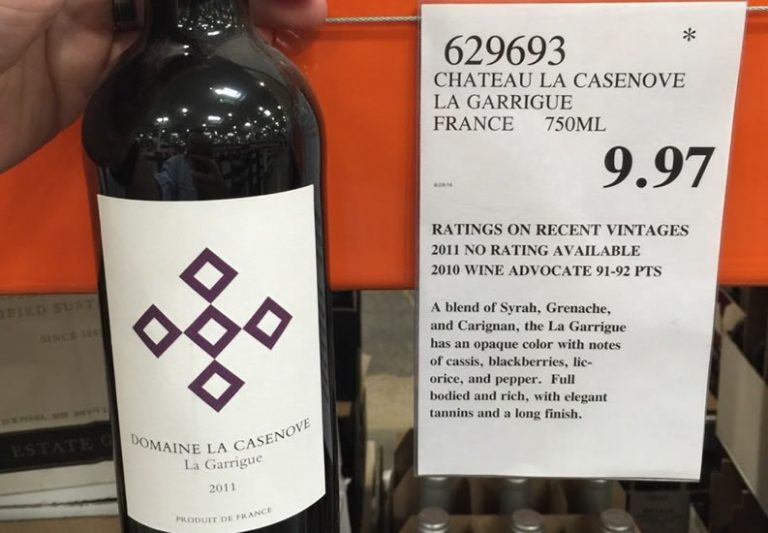 629693 *
CHATEAU LA CASENOVE
LA GARRIGUE
FRANCE 750ML
9.97
RATINGS ON RECENT VINTAGES
2011 NO RATING AVAILABLE
2010 WINE ADVOCATE 91-92 PTS
A blend of Syrah, Grenache,
and Carignan, the La Garrigue
has an opaque color with notes
of cassis, blackberries, lic-
orice, and pepper. Full
bodied and rich, with elegant
tannins and a long finish.
DOMAINE LA CASENOVE
La Garrigue
2011
PRODUIT DE FRANCE
SINCE
ESTATE G